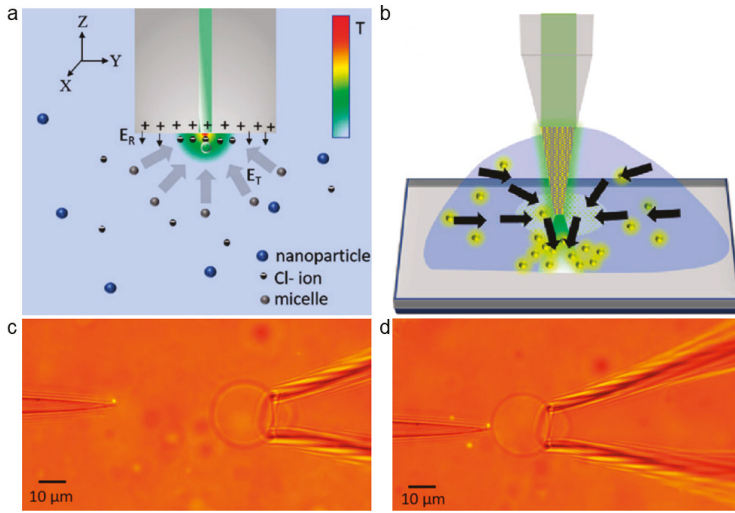 a
Z
Y
X
T
+ + + + + + + + +
E_R
E_T
nanoparticle
Cl- ion
micelle
b
c
10 μm
d
10 μm